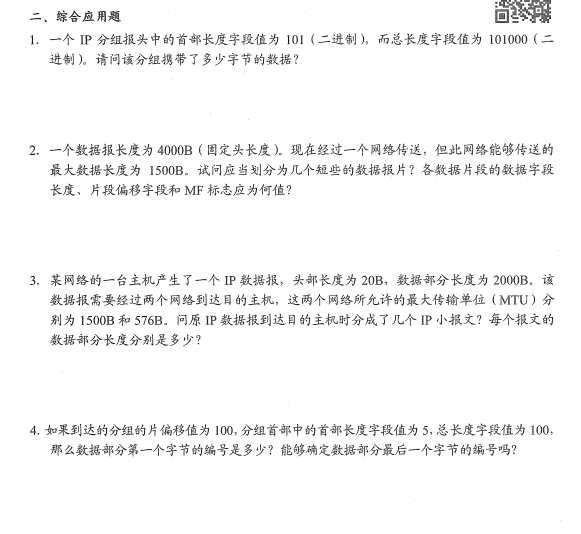 二、综合应用题
1. 一个 IP 分组报头中的首部长度字段值为 101（二进制），而总长度字段值为 101000（二
进制）。请问该分组携带了多少字节的数据？
2. 一个数据报长度为 4000B（固定头长度）。现在经过一个网络传送，但此网络能够传送的
最大数据长度为 1500B。试问应当划分为几个短些的数据报片？各数据片段的数据字段
长度、片段偏移字段和 MF 标志应为何值？
3. 某网络的一台主机产生了一个 IP 数据报，头部长度为 20B，数据部分长度为 2000B。该
数据报需要经过两个网络到达目的主机，这两个网络所允许的最大传输单位（MTU）分
别为 1500B 和 576B。问原 IP 数据报到达目的主机时分成了几个 IP 小报文？每个报文的
数据部分长度分别是多少？
4. 如果到达的分组的片偏移值为 100，分组首部中的首部长度字段值为 5，总长度字段值为 100，
那么数据部分第一个字节的编号是多少？能够确定数据部分最后一个字节的编号吗？